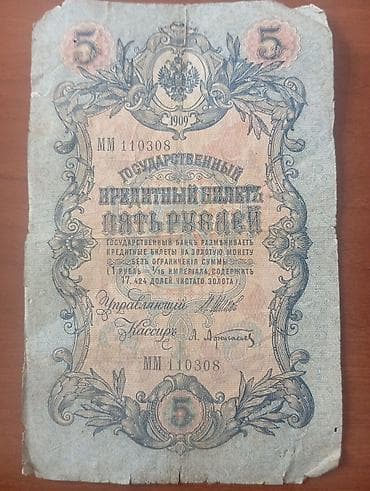 5 5
1909
ММ 110308
ГОСУДАРСТВЕННЫЙ
КРЕДИТНЫЙ БИЛЕТЪ
ПЯТЬ РУБЛЕЙ
ГОСУДАРСТВЕННЫЙ БАНКЪ РАЗМѢНИВАЕТЪ
КРЕДИТНЫЕ БИЛЕТЫ НА ЗОЛОТУЮ МОНЕТУ
БЕЗЪ ОГРАНИЧЕНІЯ СУММЫ
(1 РУБЛЬ = 1/15 ИМПЕРІАЛА, СОДЕРЖИТЪ
17,424 ДОЛЕЙ ЧИСТАГО ЗОЛОТА).
Управляющій
Кассиръ
ММ 110308
5